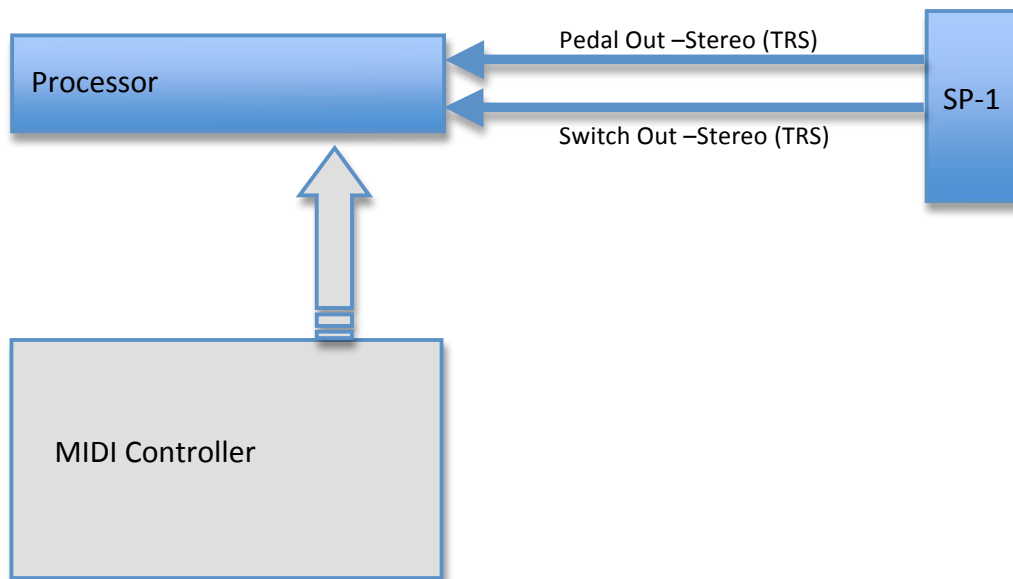 Pedal Out –Stereo (TRS)
Processor
SP-1
Switch Out –Stereo (TRS)
MIDI Controller